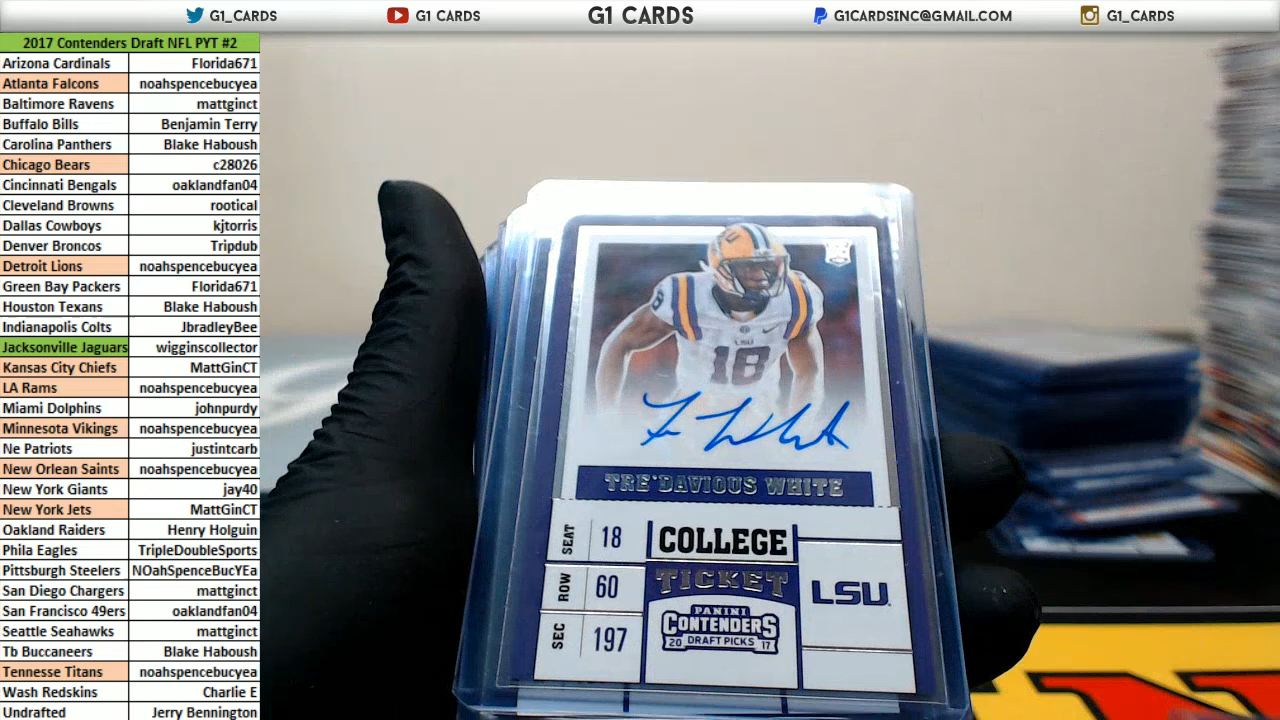 G1_CARDS
G1 CARDS
G1 CARDS
G1CARDSINC@GMAIL.COM
G1_CARDS
2017 Contenders Draft NFL PYT #2
Arizona Cardinals Florida671
Atlanta Falcons noahspencebucyea
Baltimore Ravens mattginct
Buffalo Bills Benjamin Terry
Carolina Panthers Blake Haboush
Chicago Bears c28026
Cincinnati Bengals oaklandfan04
Cleveland Browns rootical
Dallas Cowboys kjtorris
Denver Broncos Tripdub
Detroit Lions noahspencebucyea
Green Bay Packers Florida671
Houston Texans Blake Haboush
Indianapolis Colts JbradleyBee
Jacksonville Jaguars wigginscollector
Kansas City Chiefs MattGinCT
LA Rams noahspencebucyea
Miami Dolphins johnpurdy
Minnesota Vikings noahspencebucyea
Ne Patriots justintcarb
New Orlean Saints noahspencebucyea
New York Giants jay40
New York Jets MattGinCT
Oakland Raiders Henry Holguin
Phila Eagles TripleDoubleSports
Pittsburgh Steelers NOahSpenceBucYEa
San Diego Chargers mattginct
San Francisco 49ers oaklandfan04
Seattle Seahawks mattginct
Tb Buccaneers Blake Haboush
Tennesse Titans noahspencebucyea
Wash Redskins Charlie E
Undrafted Jerry Bennington
18
LSU
18
TRE'DAVIOUS WHITE
SEAT 18
ROW 60
SEC 197
COLLEGE
TICKET
PANINI
CONTENDERS
20 DRAFT PICKS 17
LSU